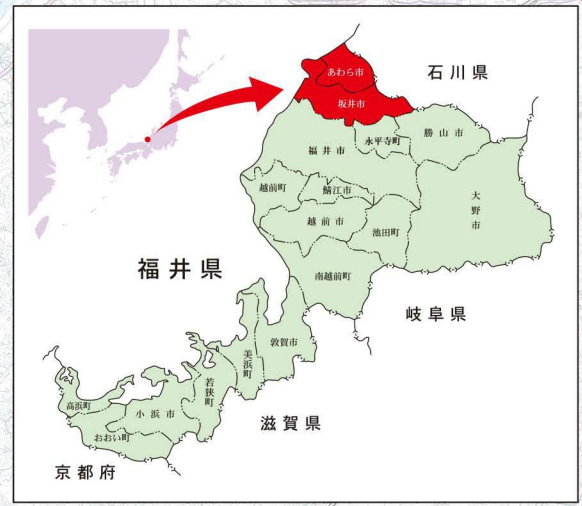 あわら市
石川県
坂井市
勝山市
永平寺町
福井市
越前町
鯖江市
大野市
越前市
池田町
福井県
南越前町
岐阜県
敦賀市
美浜町
若狭町
高浜町
小浜市
滋賀県
おおい町
京都府